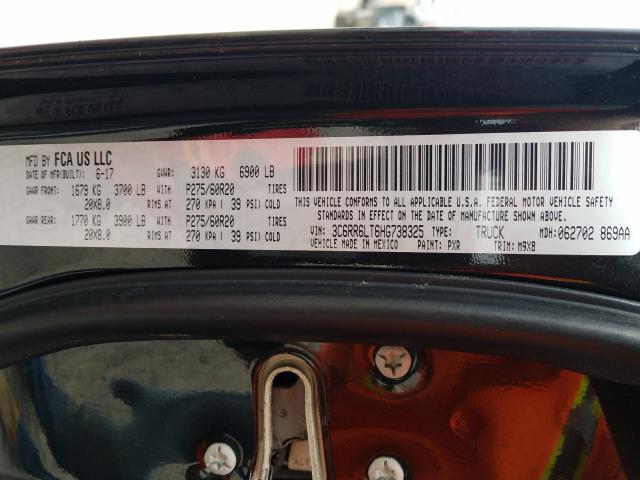 MFD BY FCA US LLC
DATE OF MFR(BUILT): 6-17 GVWR: 3130 KG 6900 LB
GAWR FRONT: 1679 KG 3700 LB WITH P275/60R20 TIRES
20X8.0 RIMS AT 270 KPA( 39 PSI) COLD
GAWR REAR: 1770 KG 3900 LB WITH P275/60R20 TIRES
20X8.0 RIMS AT 270 KPA( 39 PSI) COLD
THIS VEHICLE CONFORMS TO ALL APPLICABLE U.S.A. FEDERAL MOTOR VEHICLE SAFETY
STANDARDS IN EFFECT ON THE DATE OF MANUFACTURE SHOWN ABOVE.
VIN: 3C6RR6LT6HG738325 TYPE: TRUCK MDH: 062702 869AA
VEHICLE MADE IN MEXICO PAINT: PXR TRIM: M9X8